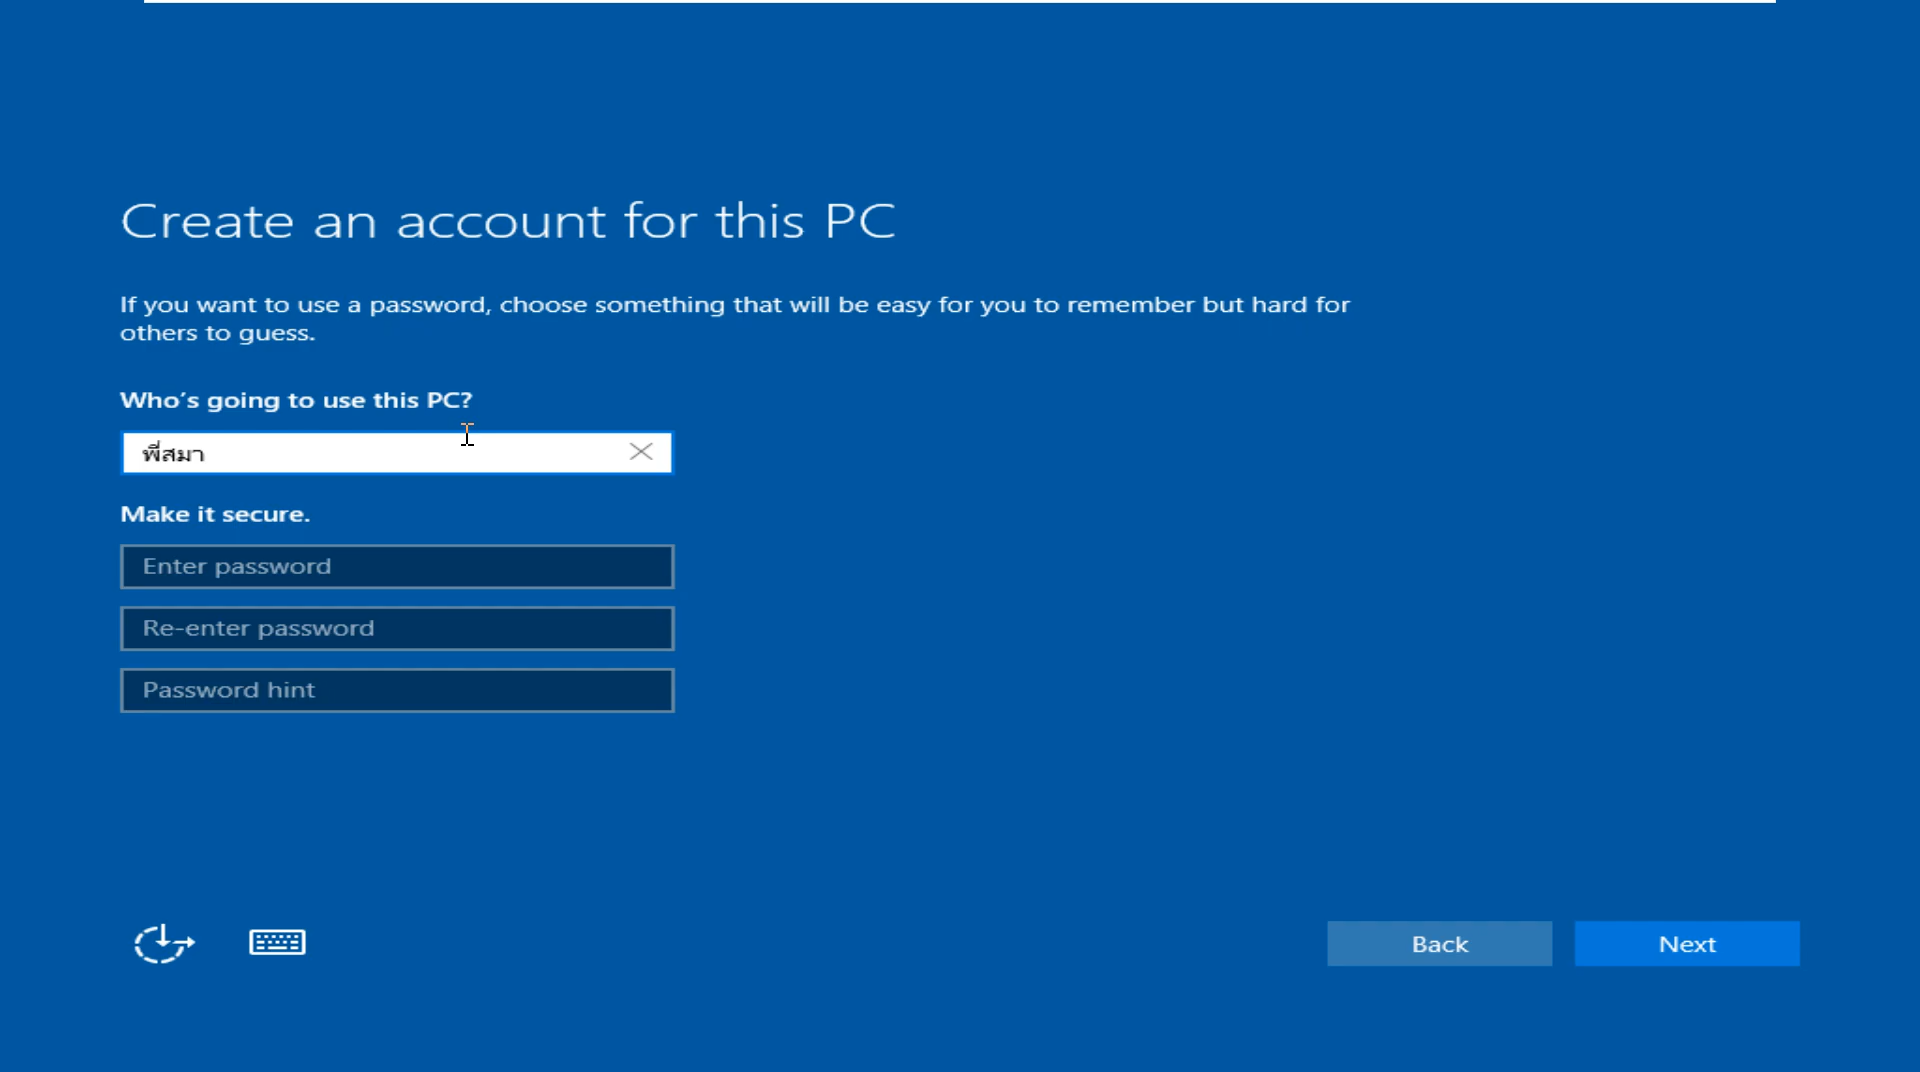 Create an account for this PC
If you want to use a password, choose something that will be easy for you to remember but hard for
others to guess.
Who's going to use this PC?
พี่สมา
Make it secure.
Enter password
Re-enter password
Password hint
Back
Next